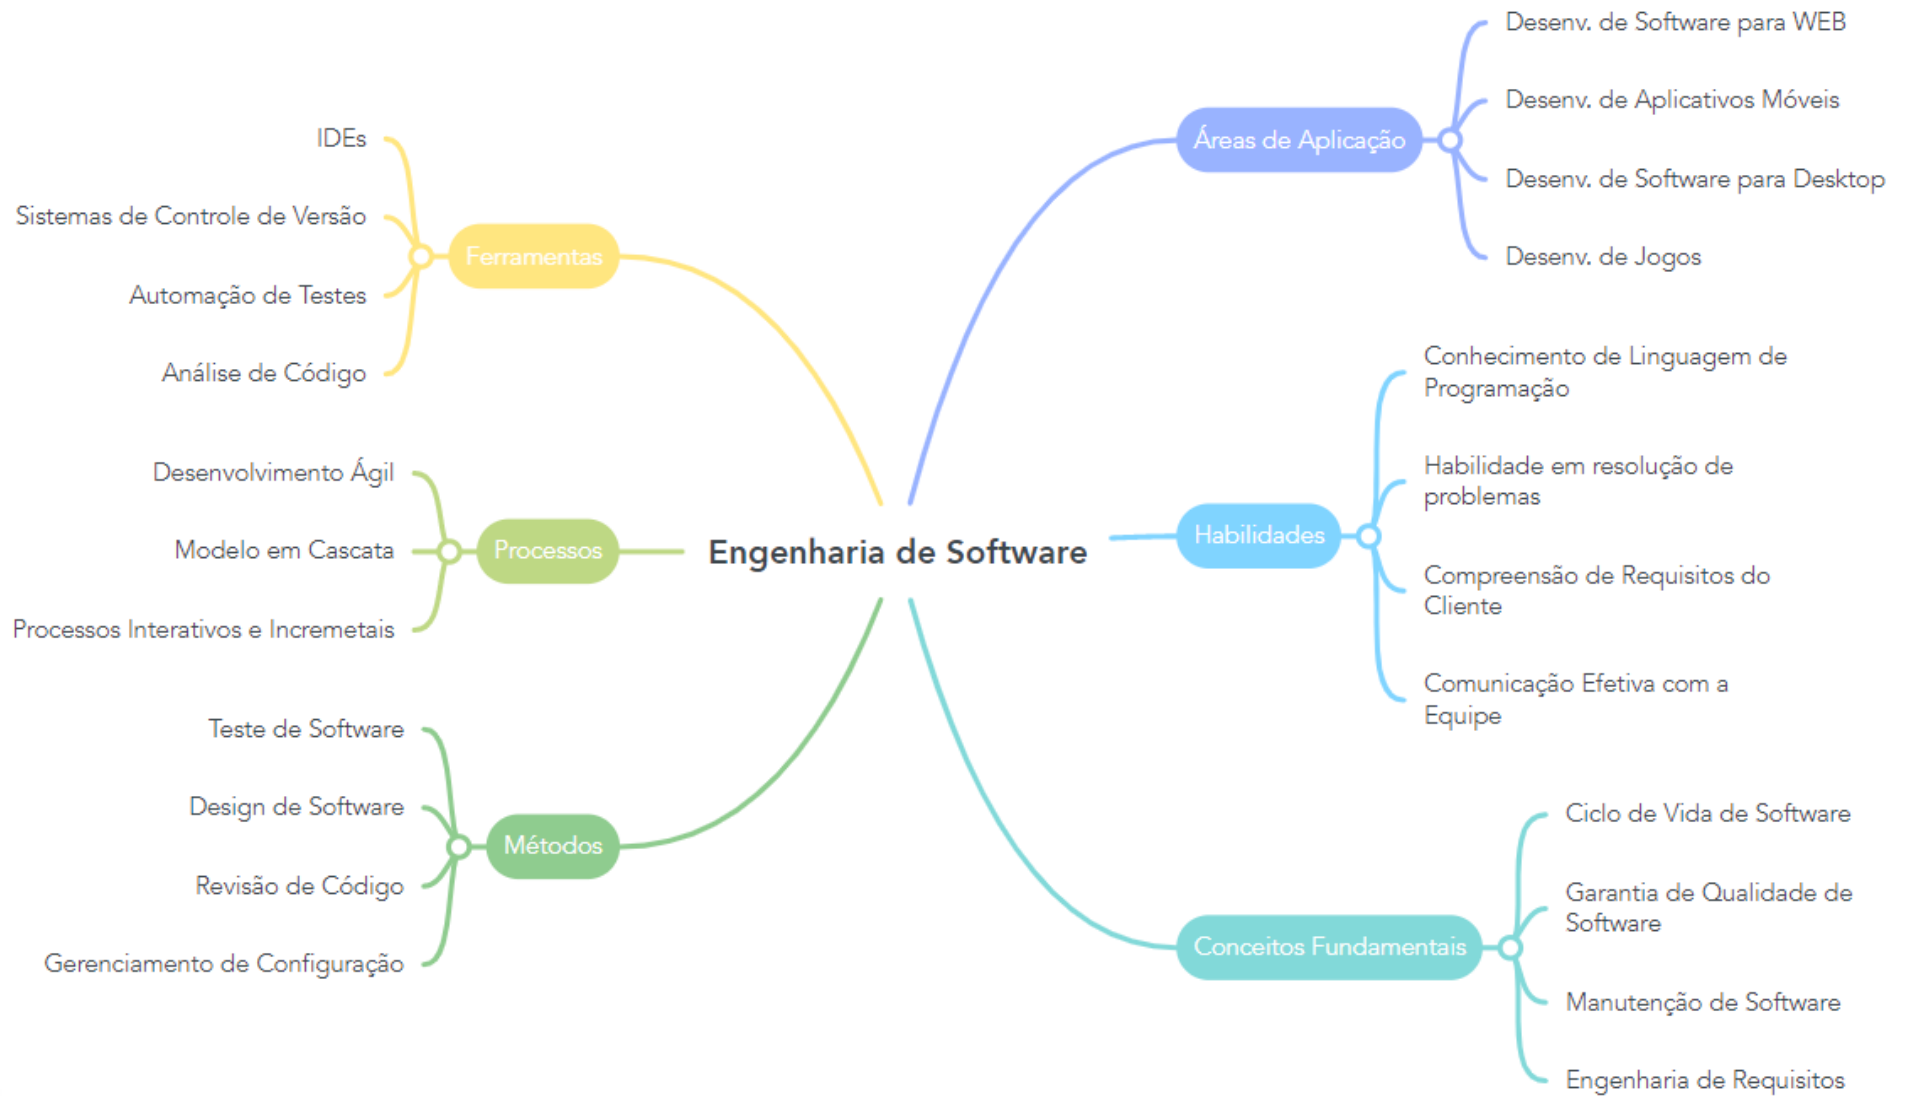 Engenharia de Software
Ferramentas
IDEs
Sistemas de Controle de Versão
Automação de Testes
Análise de Código
Processos
Desenvolvimento Ágil
Modelo em Cascata
Processos Interativos e Incremetais
Métodos
Teste de Software
Design de Software
Revisão de Código
Gerenciamento de Configuração
Áreas de Aplicação
Desenv. de Software para WEB
Desenv. de Aplicativos Móveis
Desenv. de Software para Desktop
Desenv. de Jogos
Habilidades
Conhecimento de Linguagem de
Programação
Habilidade em resolução de
problemas
Compreensão de Requisitos do
Cliente
Comunicação Efetiva com a
Equipe
Conceitos Fundamentais
Ciclo de Vida de Software
Garantia de Qualidade de
Software
Manutenção de Software
Engenharia de Requisitos